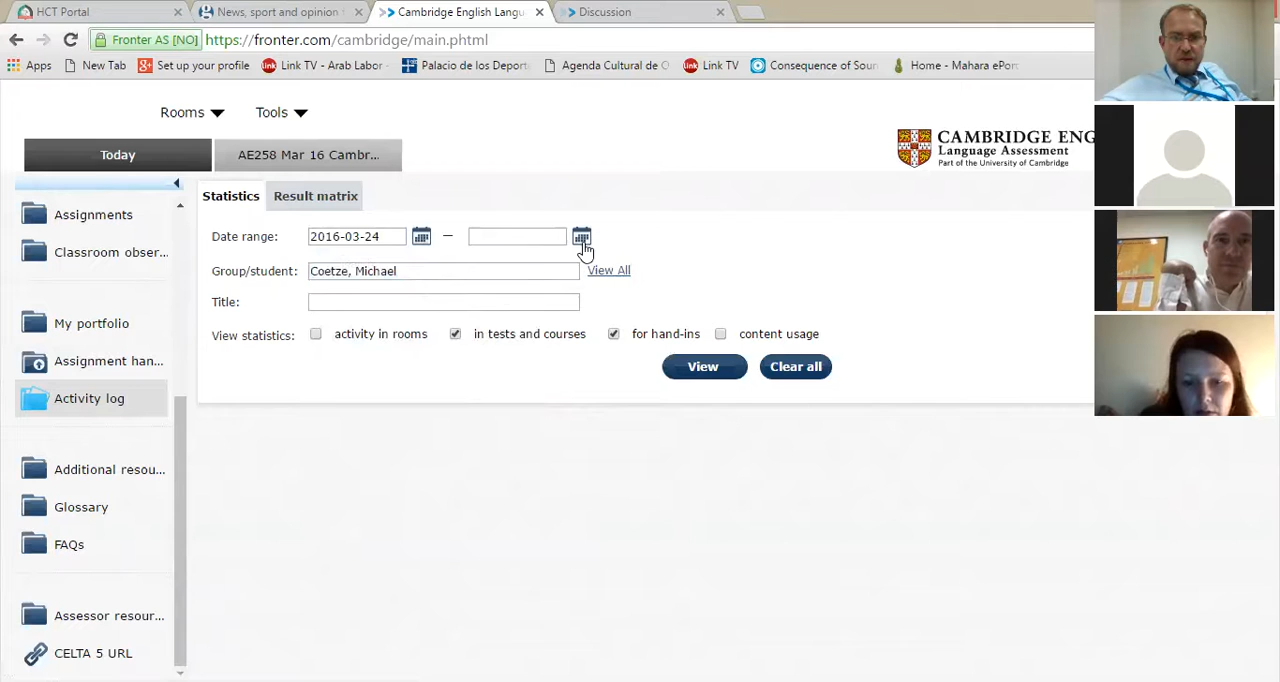 HCT Portal × News, sport and opinion × Cambridge English Langu × Discussion ×
Fronter AS [NO] https://fronter.com/cambridge/main.phtml
Apps New Tab Set up your profile Link TV - Arab Labor Palacio de los Deport Agenda Cultural de Link TV Consequence of Soun Home - Mahara ePor
Rooms Tools
Today AE258 Mar 16 Cambr...
CAMBRIDGE ENG
Language Assessment
Part of the University of Cambridge
Assignments
Classroom obser...
My portfolio
Assignment han...
Activity log
Additional resou...
Glossary
FAQs
Assessor resour...
CELTA 5 URL
Statistics Result matrix
Date range: 2016-03-24 –
Group/student: Coetze, Michael View All
Title:
View statistics: activity in rooms in tests and courses for hand-ins content usage
View Clear all